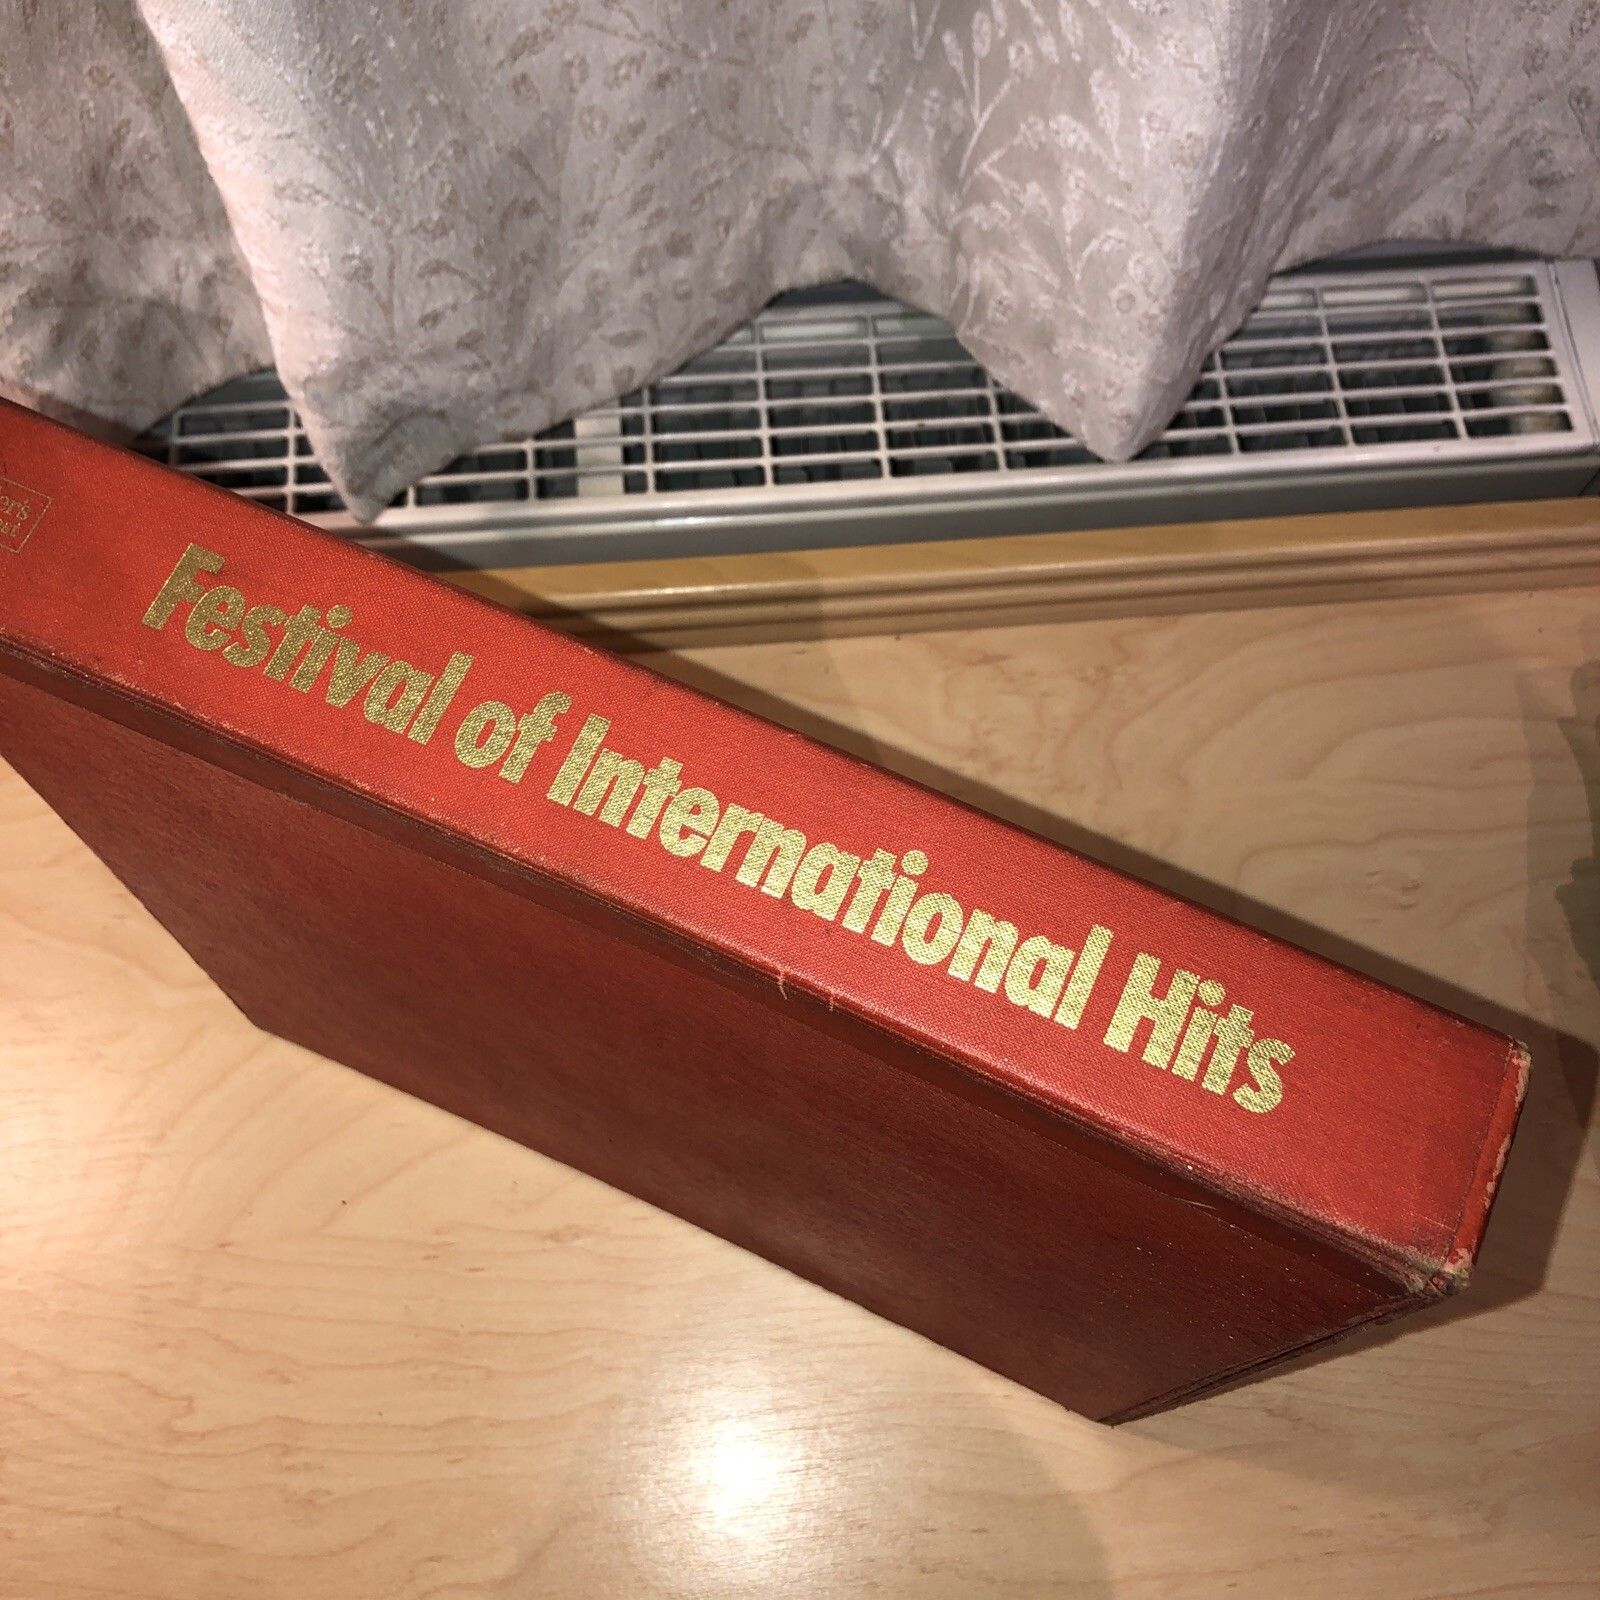 Festival of International Hits